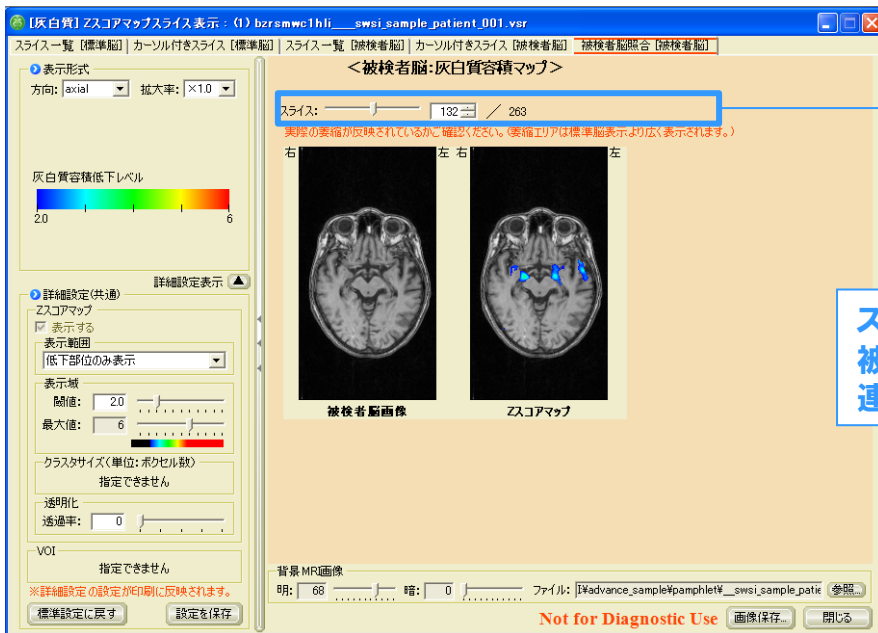 [灰白質] Zスコアマップスライス表示 : (1) bzrsmwc1hli___swsi_sample_patient_001.vsr
スライス一覧 [標準脳] カーソル付きスライス [標準脳] スライス一覧 [被検者脳] カーソル付きスライス [被検者脳] 被検者脳照合 [被検者脳]
表示形式
方向: axial 拡大率: ×1.0
灰白質容積低下レベル
2.0 6
詳細設定表示
詳細設定(共通)
Zスコアマップ
表示する
表示範囲
低下部位のみ表示
表示域
閾値: 2.0
最大値: 6
クラスタサイズ(単位:ボクセル数)
指定できません
透明化
透過率: 0
VOI
指定できません
※詳細設定の設定が印刷に反映されます。
標準設定に戻す 設定を保存
<被検者脳:灰白質容積マップ>
スライス: 132 / 263
実際の萎縮が反映されているかご確認ください。(萎縮エリアは標準脳表示より広く表示されます。)
右 左 右 左
被検者脳画像 Zスコアマップ
ス
被
連
背景MRI画像
明: 68 暗: 0 ファイル: I¥advance_sample¥pamphlet¥__swsi_sample_patie 参照...
Not for Diagnostic Use 画像保存... 閉じる